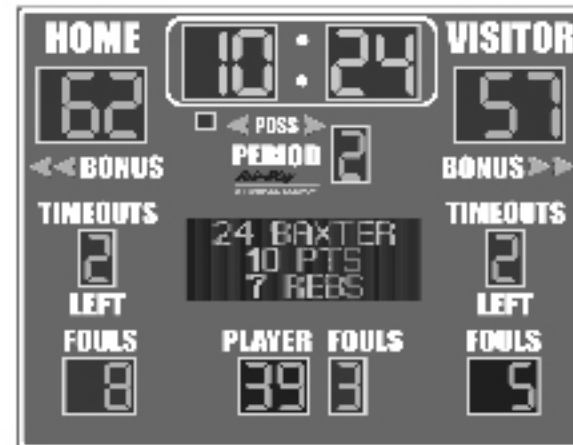 HOME 10:24 VISITOR
62 57
POSS
PERIOD 2
BONUS BONUS
TIMEOUTS TIMEOUTS
2 2
LEFT LEFT
24 BAXTER
10 PTS
7 REBS
FOULS PLAYER FOULS FOULS
8 39 3 5